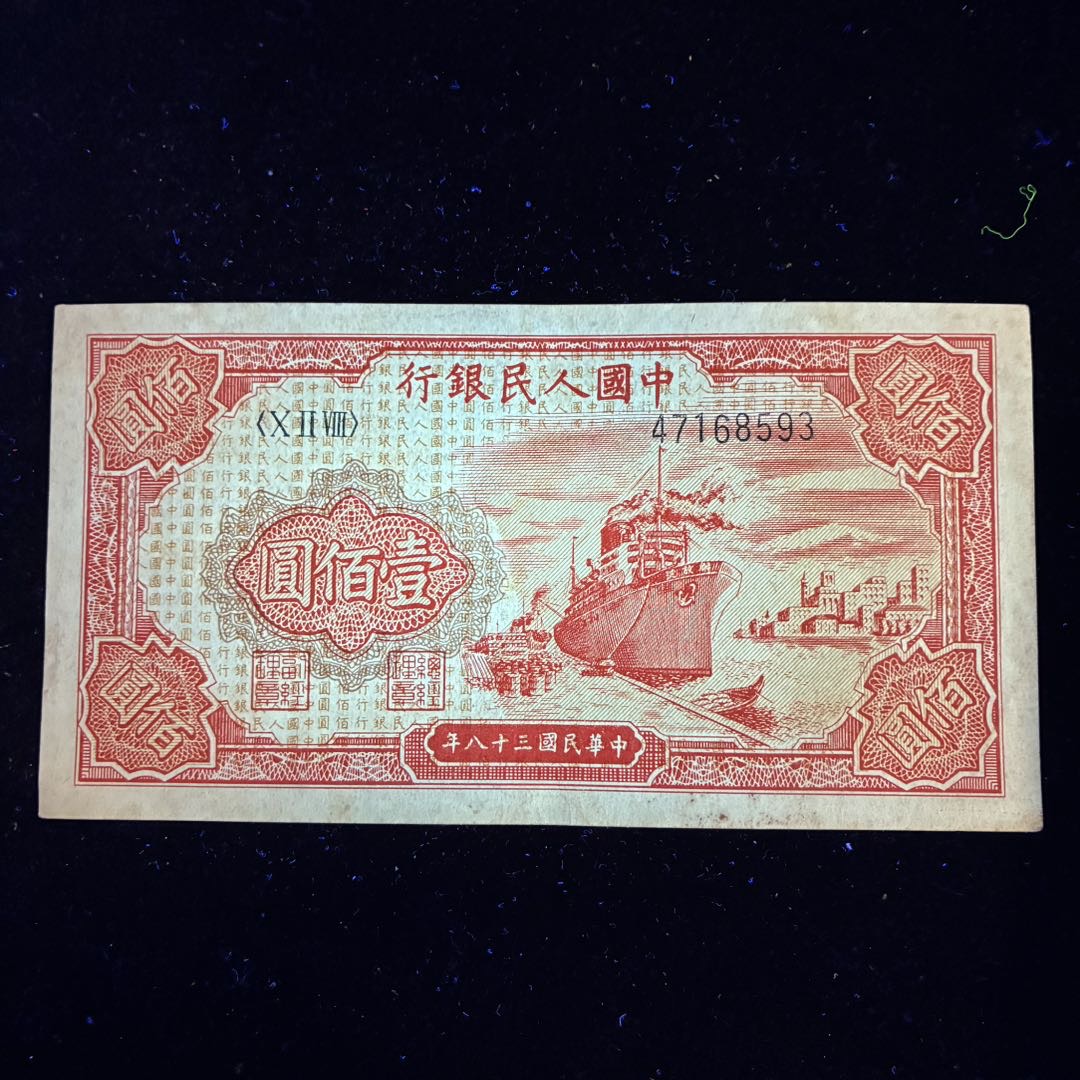 中國人民銀行
〈X II VIII〉
47168593
佰圓
佰圓
壹佰圓
總經理章
副經理章
佰圓
佰圓
中華民國三十八年